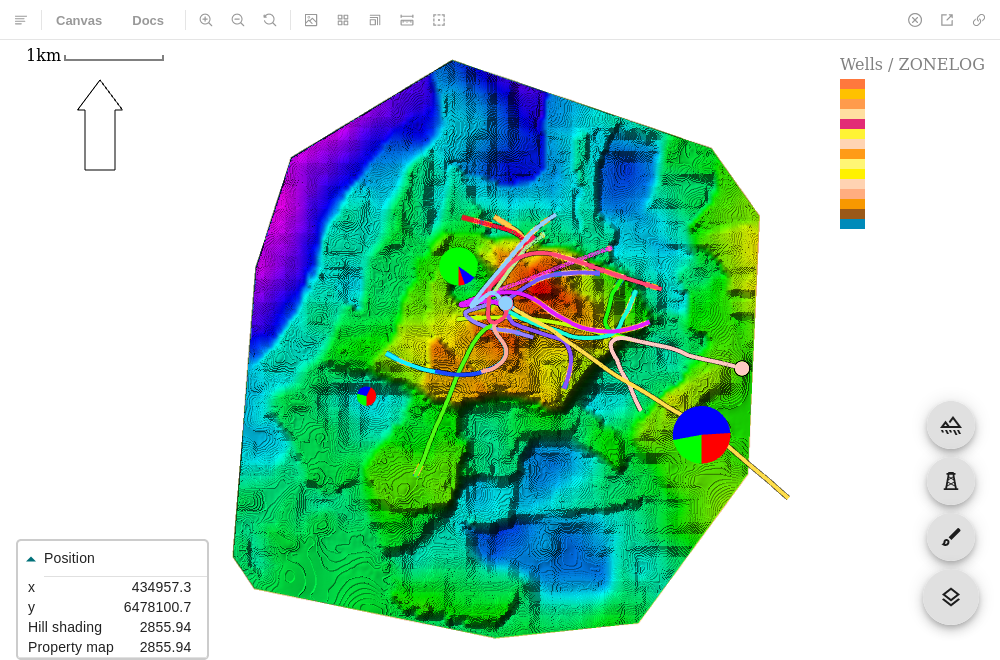 Canvas Docs
1km
Wells / ZONELOG
Position
x 434957.3
y 6478100.7
Hill shading 2855.94
Property map 2855.94